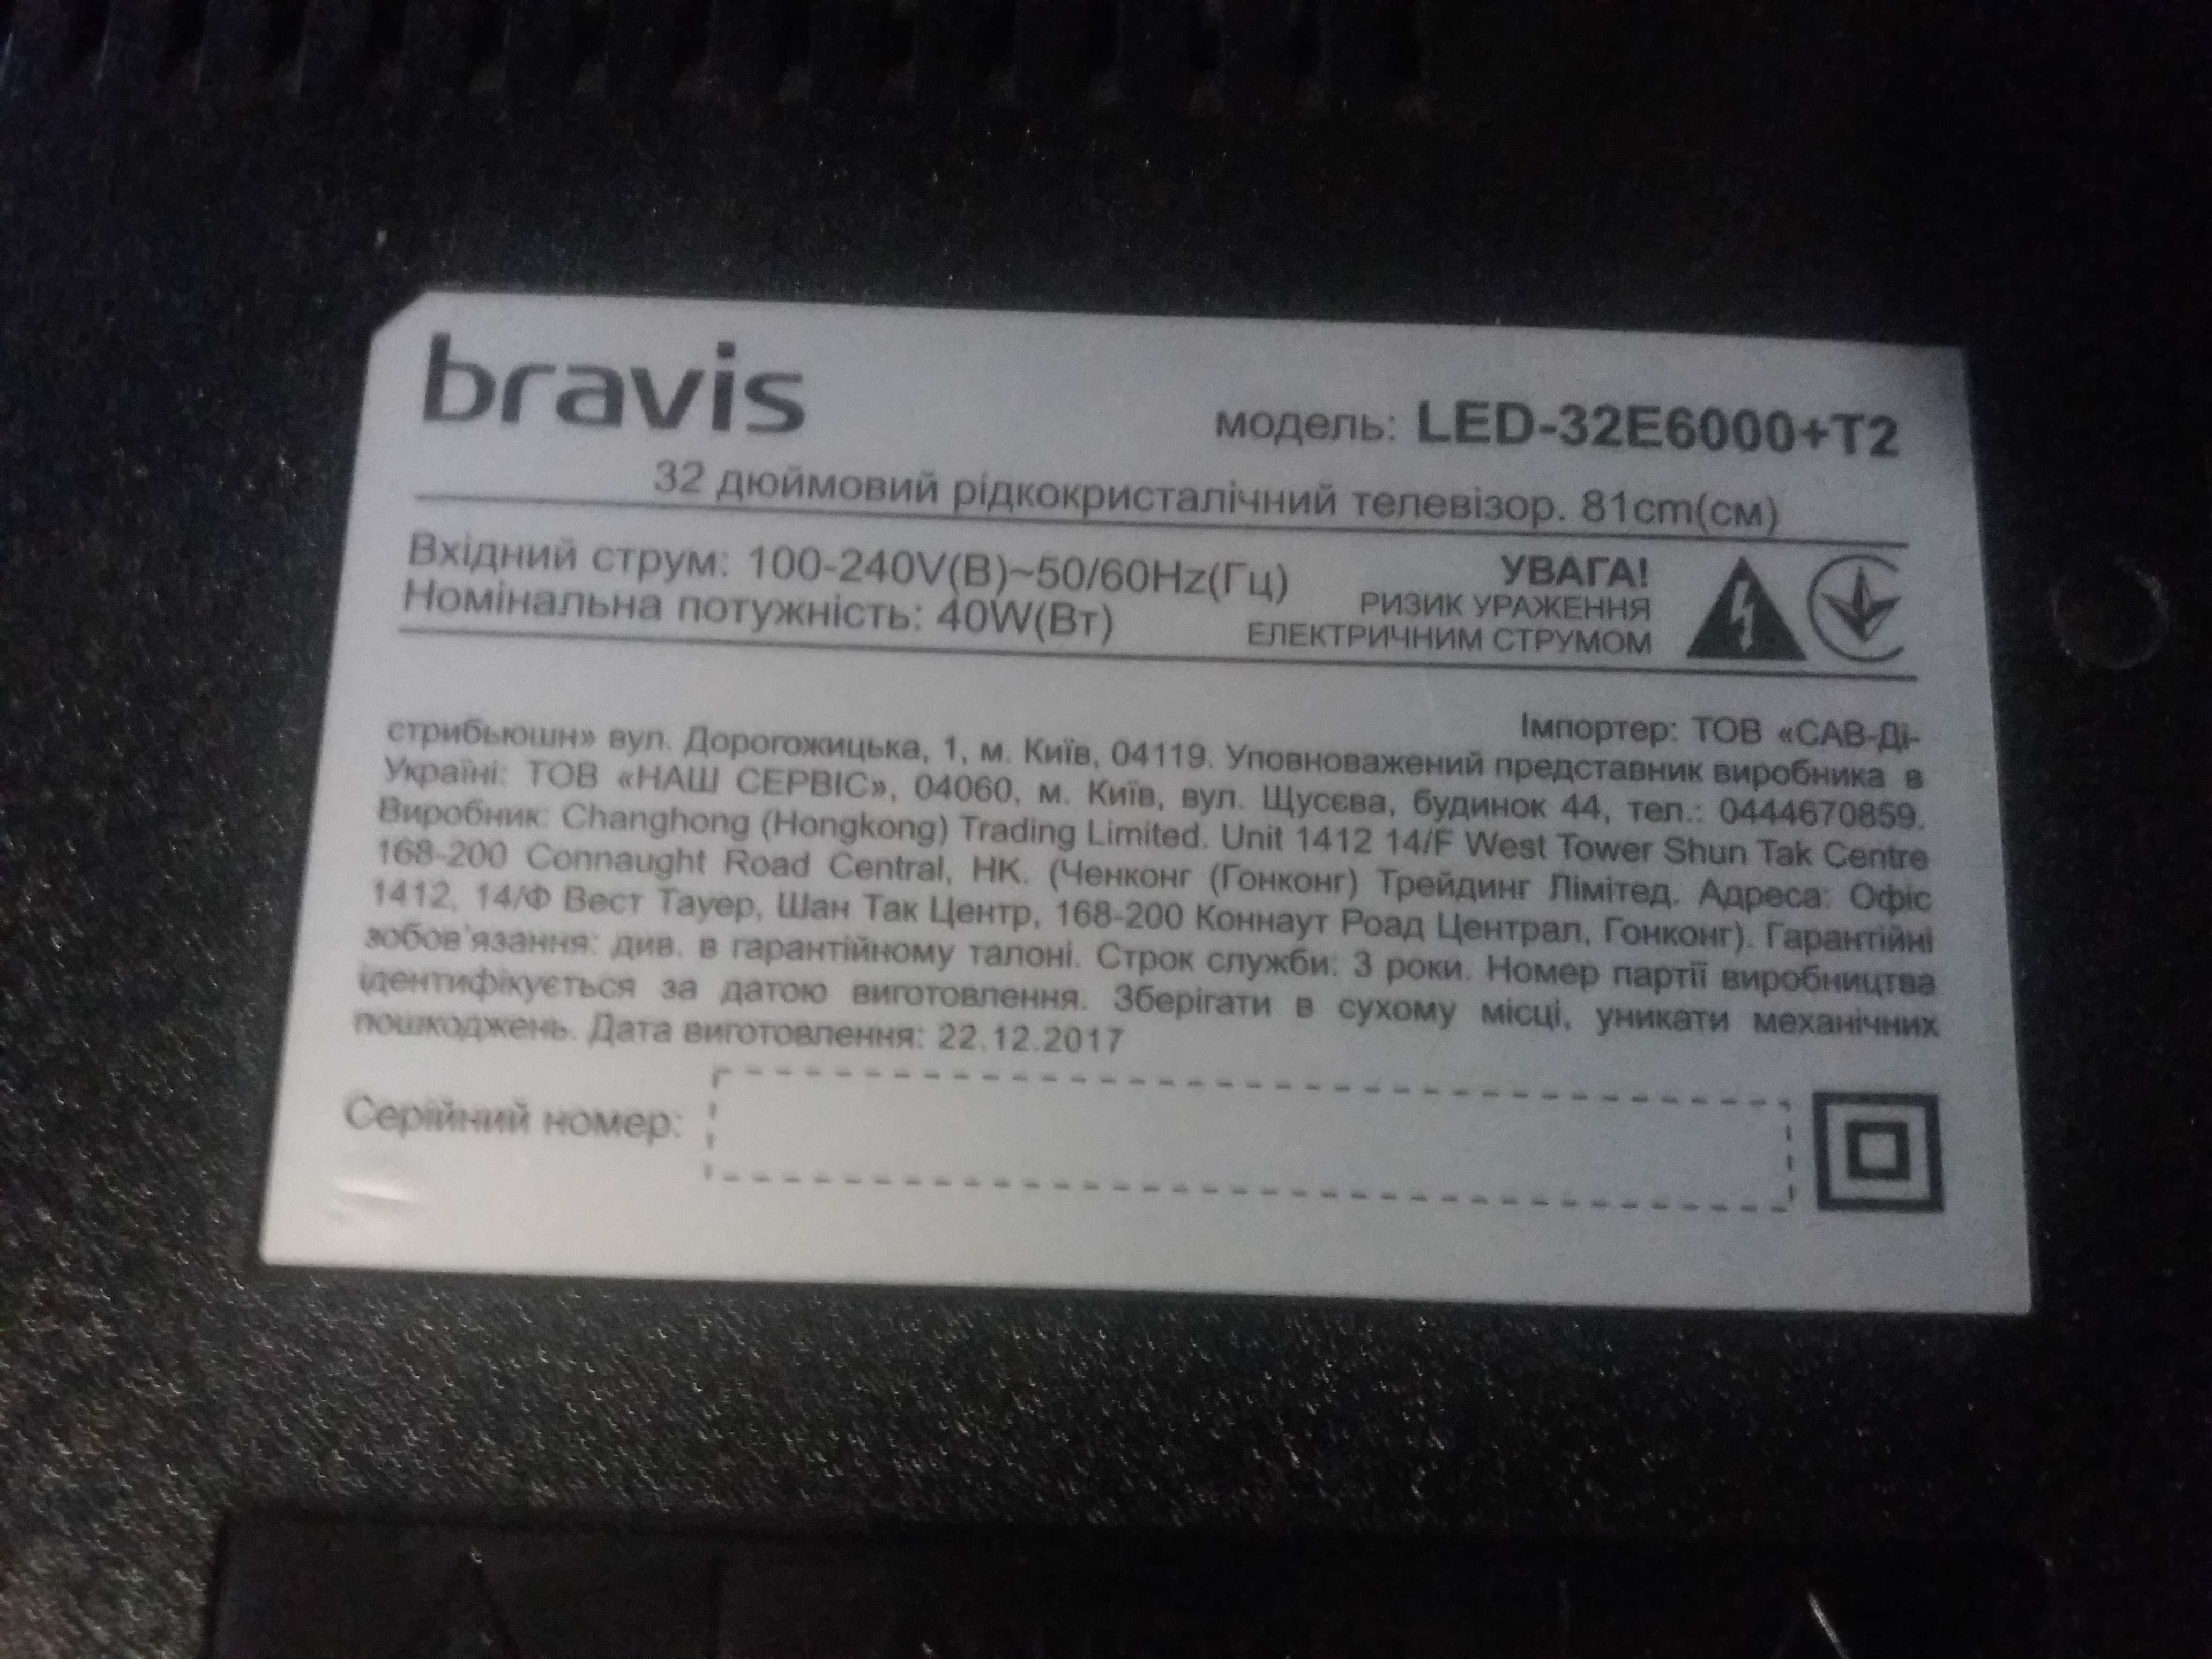 bravis
модель: LED-32E6000+T2
32 дюймовий рідкокристалічний телевізор. 81cm(см)
Вхідний струм: 100-240V(В)~50/60Hz(Гц)
Номінальна потужність: 40W(Вт)
УВАГА!
РИЗИК УРАЖЕННЯ
ЕЛЕКТРИЧНИМ СТРУМОМ
Імпортер: ТОВ «САВ-Ді-
стрибьюшн» вул. Дорогожицька, 1, м. Київ, 04119. Уповноважений представник виробника в
Україні: ТОВ «НАШ СЕРВІС», 04060, м. Київ, вул. Щусєва, будинок 44, тел.: 0444670859.
Виробник: Changhong (Hongkong) Trading Limited. Unit 1412 14/F West Tower Shun Tak Centre
168-200 Connaught Road Central, HK. (Ченконг (Гонконг) Трейдинг Лімітед. Адреса: Офіс
1412, 14/Ф Вест Тауер, Шан Так Центр, 168-200 Коннаут Роад Централ, Гонконг). Гарантійні
зобов'язання: див. в гарантійному талоні. Строк служби: 3 роки. Номер партії виробництва
ідентифікується за датою виготовлення. Зберігати в сухому місці, уникати механічних
пошкоджень. Дата виготовлення: 22.12.2017
Серійний номер: